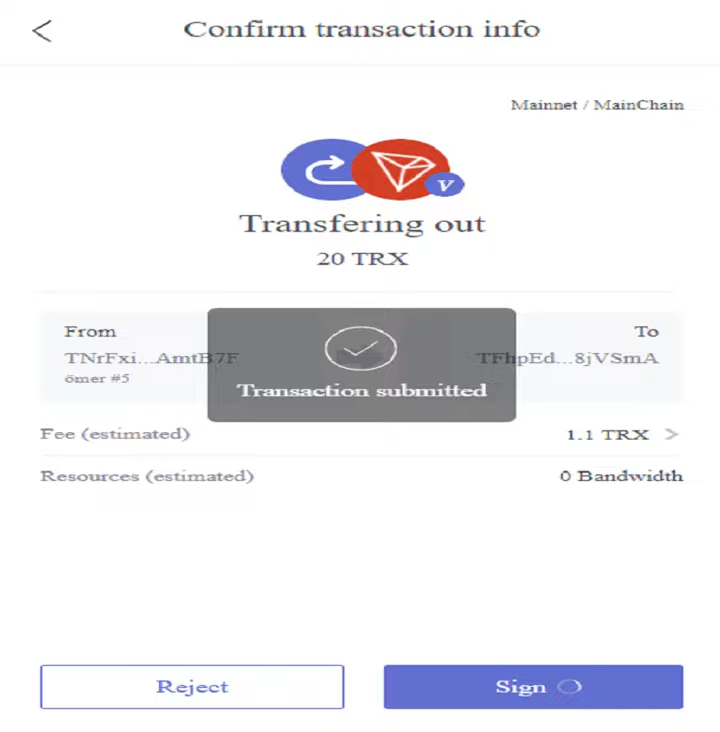 Confirm transaction info
Mainnet / MainChain
V
Transfering out
20 TRX
From
To
TNrFxi...AmtB7F
TFhpEd...8jVSmA
ömer #5
Transaction submitted
Fee (estimated)
1.1 TRX
Resources (estimated)
0 Bandwidth
Reject
Sign